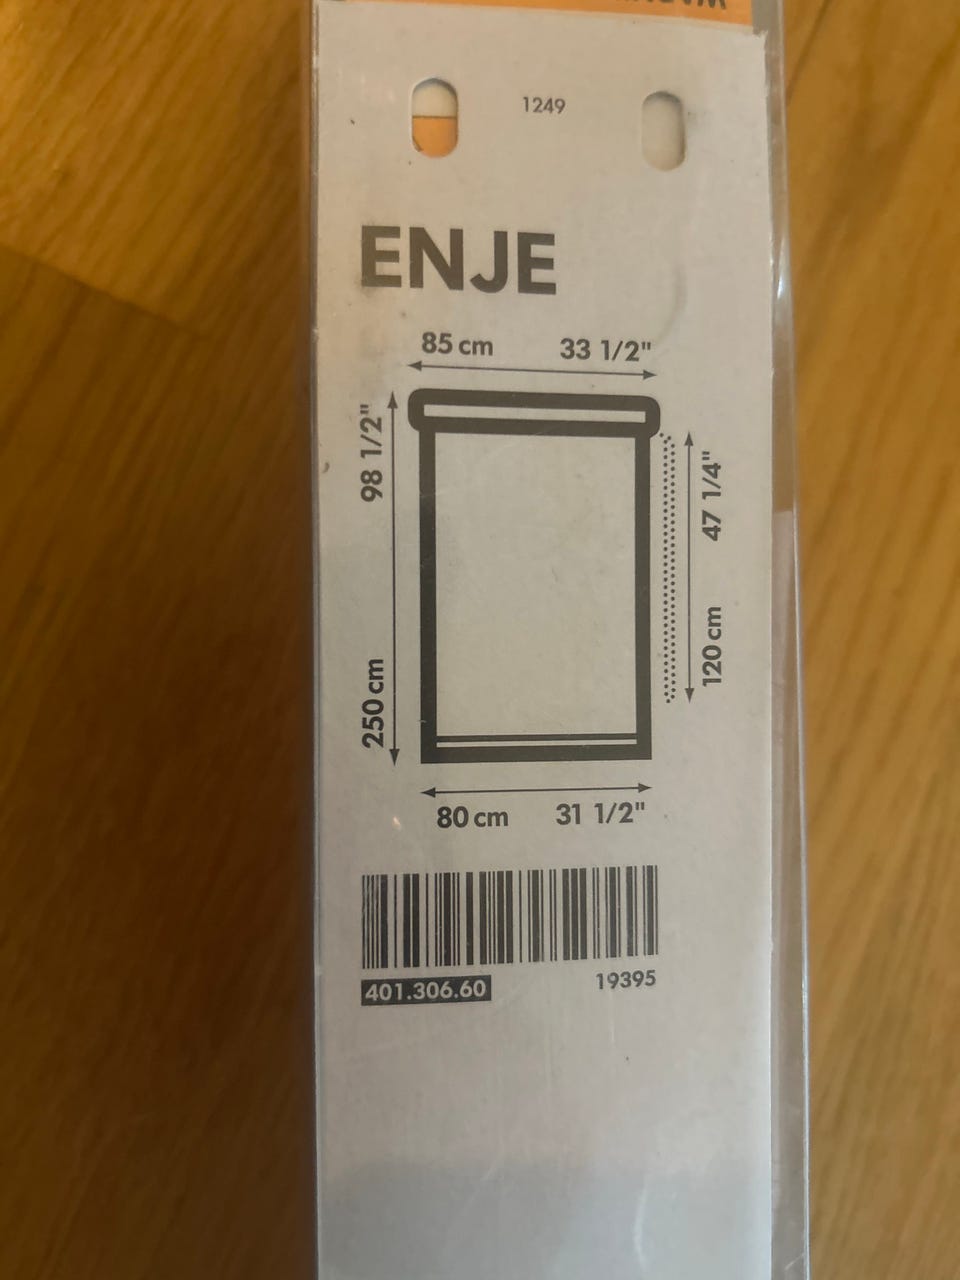 1249
ENJE
85 cm 33 1/2"
98 1/2"
250 cm
47 1/4"
120 cm
80 cm 31 1/2"
401.306.60 19395